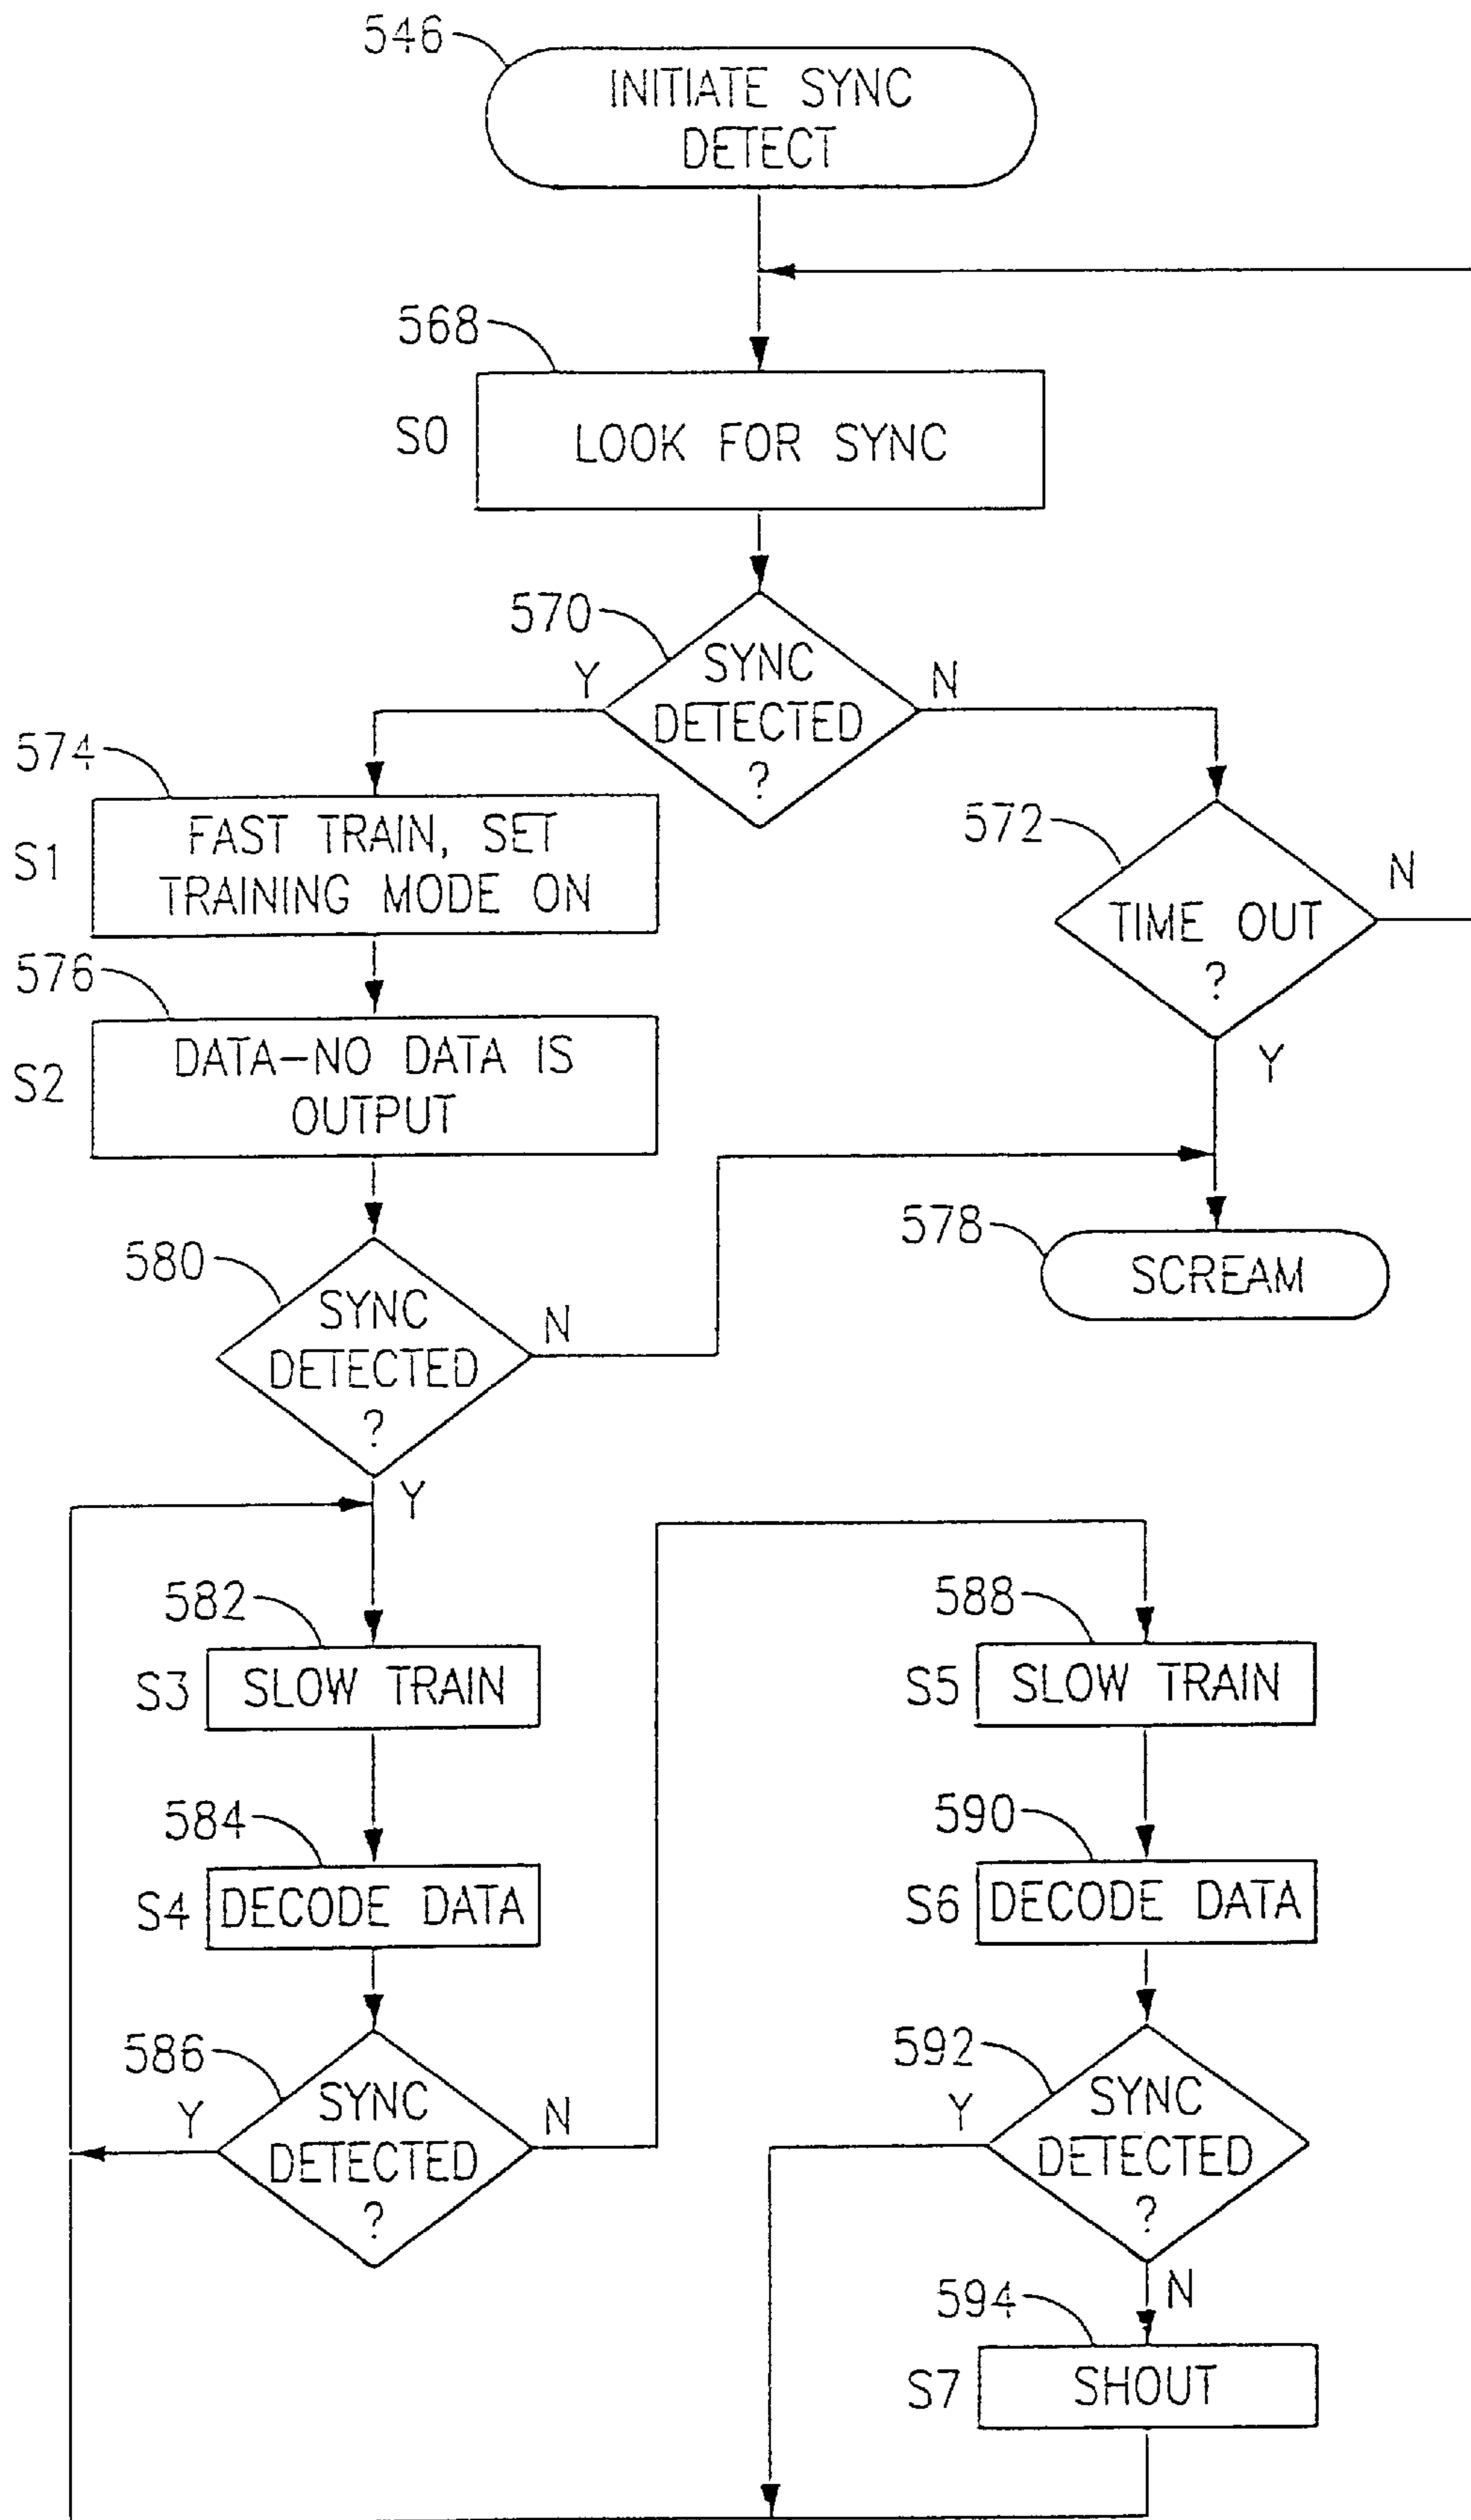 546
INITIATE SYNC
DETECT
568
S0
LOOK FOR SYNC
570
SYNC
DETECTED
?
Y
N
574
S1
FAST TRAIN, SET
TRAINING MODE ON
572
TIME OUT
?
N
Y
576
S2
DATA-NO DATA IS
OUTPUT
578
SCREAM
580
SYNC
DETECTED
?
N
Y
582
S3
SLOW TRAIN
588
S5
SLOW TRAIN
584
S4
DECODE DATA
590
S6
DECODE DATA
586
SYNC
DETECTED
?
Y
N
592
SYNC
DETECTED
?
Y
N
594
S7
SHOUT